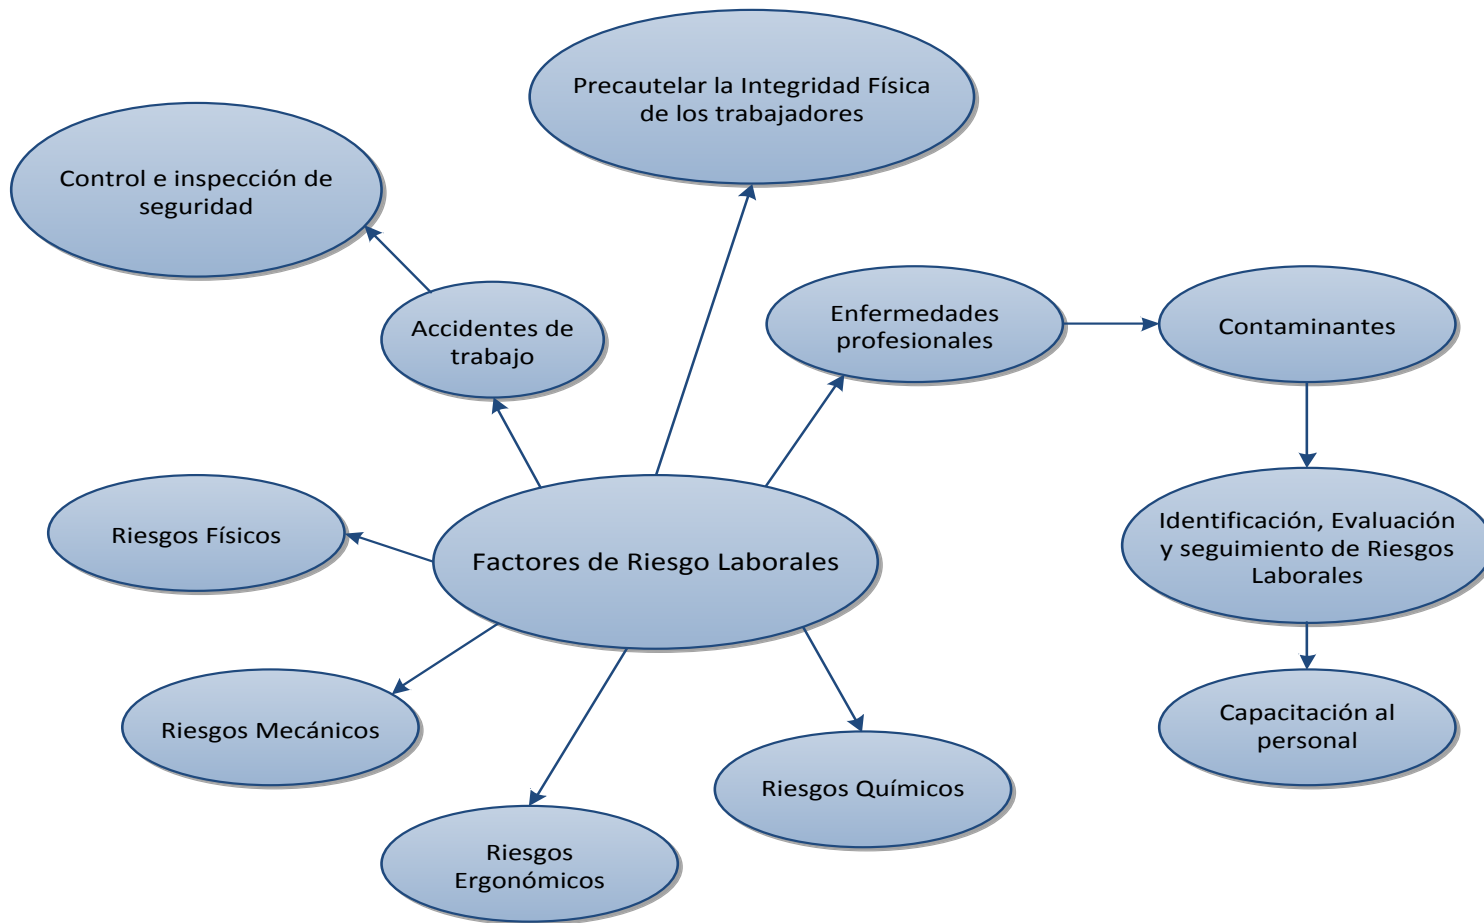 Precautelar la Integridad Física
de los trabajadores
Control e inspección de
seguridad
Accidentes de
trabajo
Enfermedades
profesionales
Contaminantes
Riesgos Físicos
Factores de Riesgo Laborales
Identificación, Evaluación
y seguimiento de Riesgos
Laborales
Riesgos Mecánicos
Capacitación al
personal
Riesgos Químicos
Riesgos
Ergonómicos